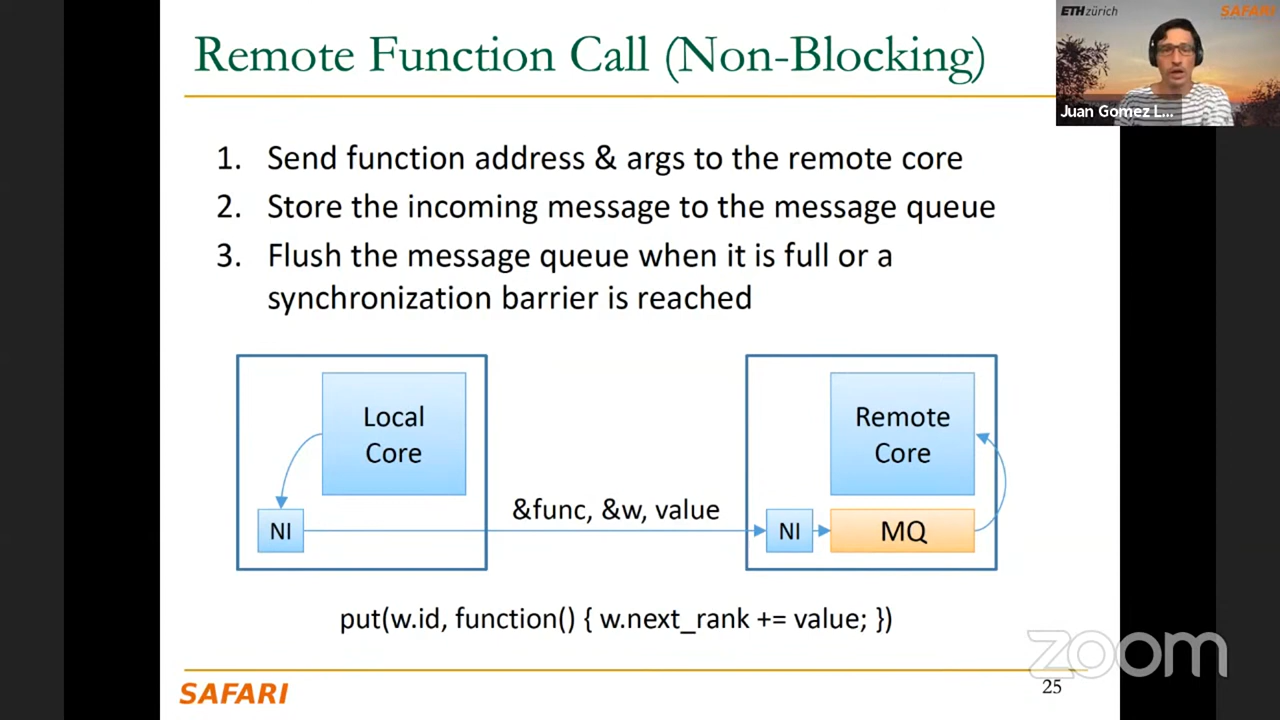 Remote Function Call (Non-Blocking)
ETH zürich
SAFARI
Juan Gomez L...
1. Send function address & args to the remote core
2. Store the incoming message to the message queue
3. Flush the message queue when it is full or a
synchronization barrier is reached
Local
Core
Remote
Core
&func, &w, value
NI
NI
MQ
put(w.id, function() { w.next_rank += value; })
zoom
SAFARI
25